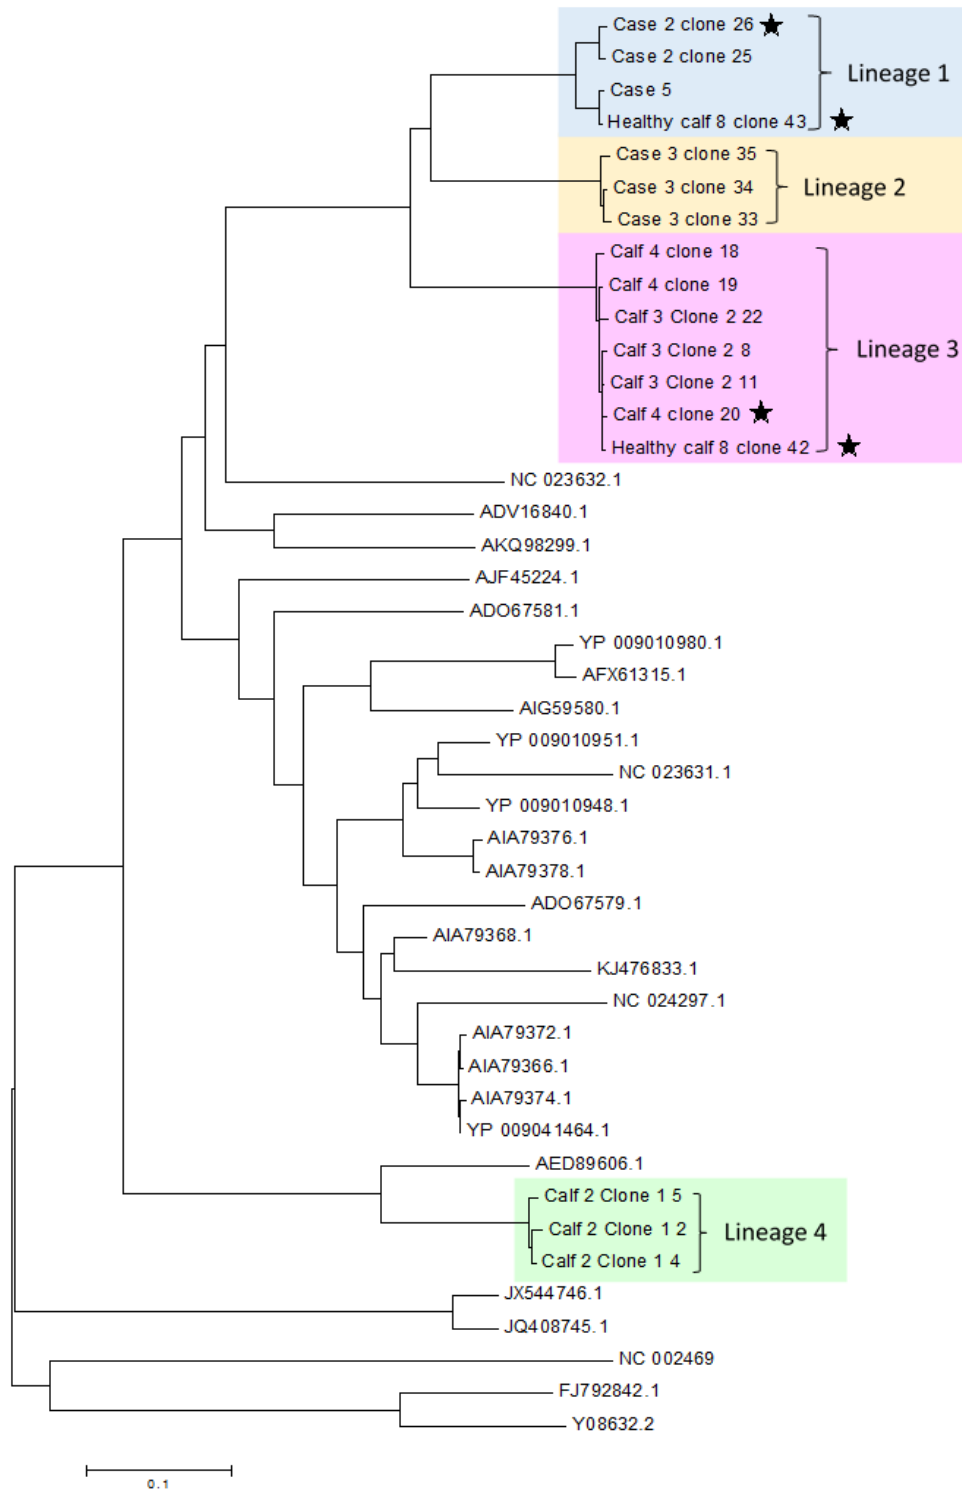 Case 2 clone 26
Case 2 clone 25
Lineage 1
Case 5
Healthy calf 8 clone 43
Case 3 clone 35
Case 3 clone 34
Lineage 2
Case 3 clone 33
Calf 4 clone 18
Calf 4 clone 19
Calf 3 Clone 2 22
Calf 3 Clone 2 8
Lineage 3
Calf 3 Clone 2 11
Calf 4 clone 20
Healthy calf 8 clone 42
NC 023632.1
ADV16840.1
AKQ98299.1
AJF45224.1
ADO67581.1
YP 009010980.1
AFX61315.1
AIG59580.1
YP 009010951.1
NC 023631.1
YP 009010948.1
AIA79376.1
AIA79378.1
ADO67579.1
AIA79368.1
KJ476833.1
NC 024297.1
AIA79372.1
AIA79366.1
AIA79374.1
YP 009041464.1
AED89606.1
Calf 2 Clone 1 5
Calf 2 Clone 1 2
Lineage 4
Calf 2 Clone 1 4
JX544746.1
JQ408745.1
NC 002469
FJ792842.1
Y08632.2
0.1